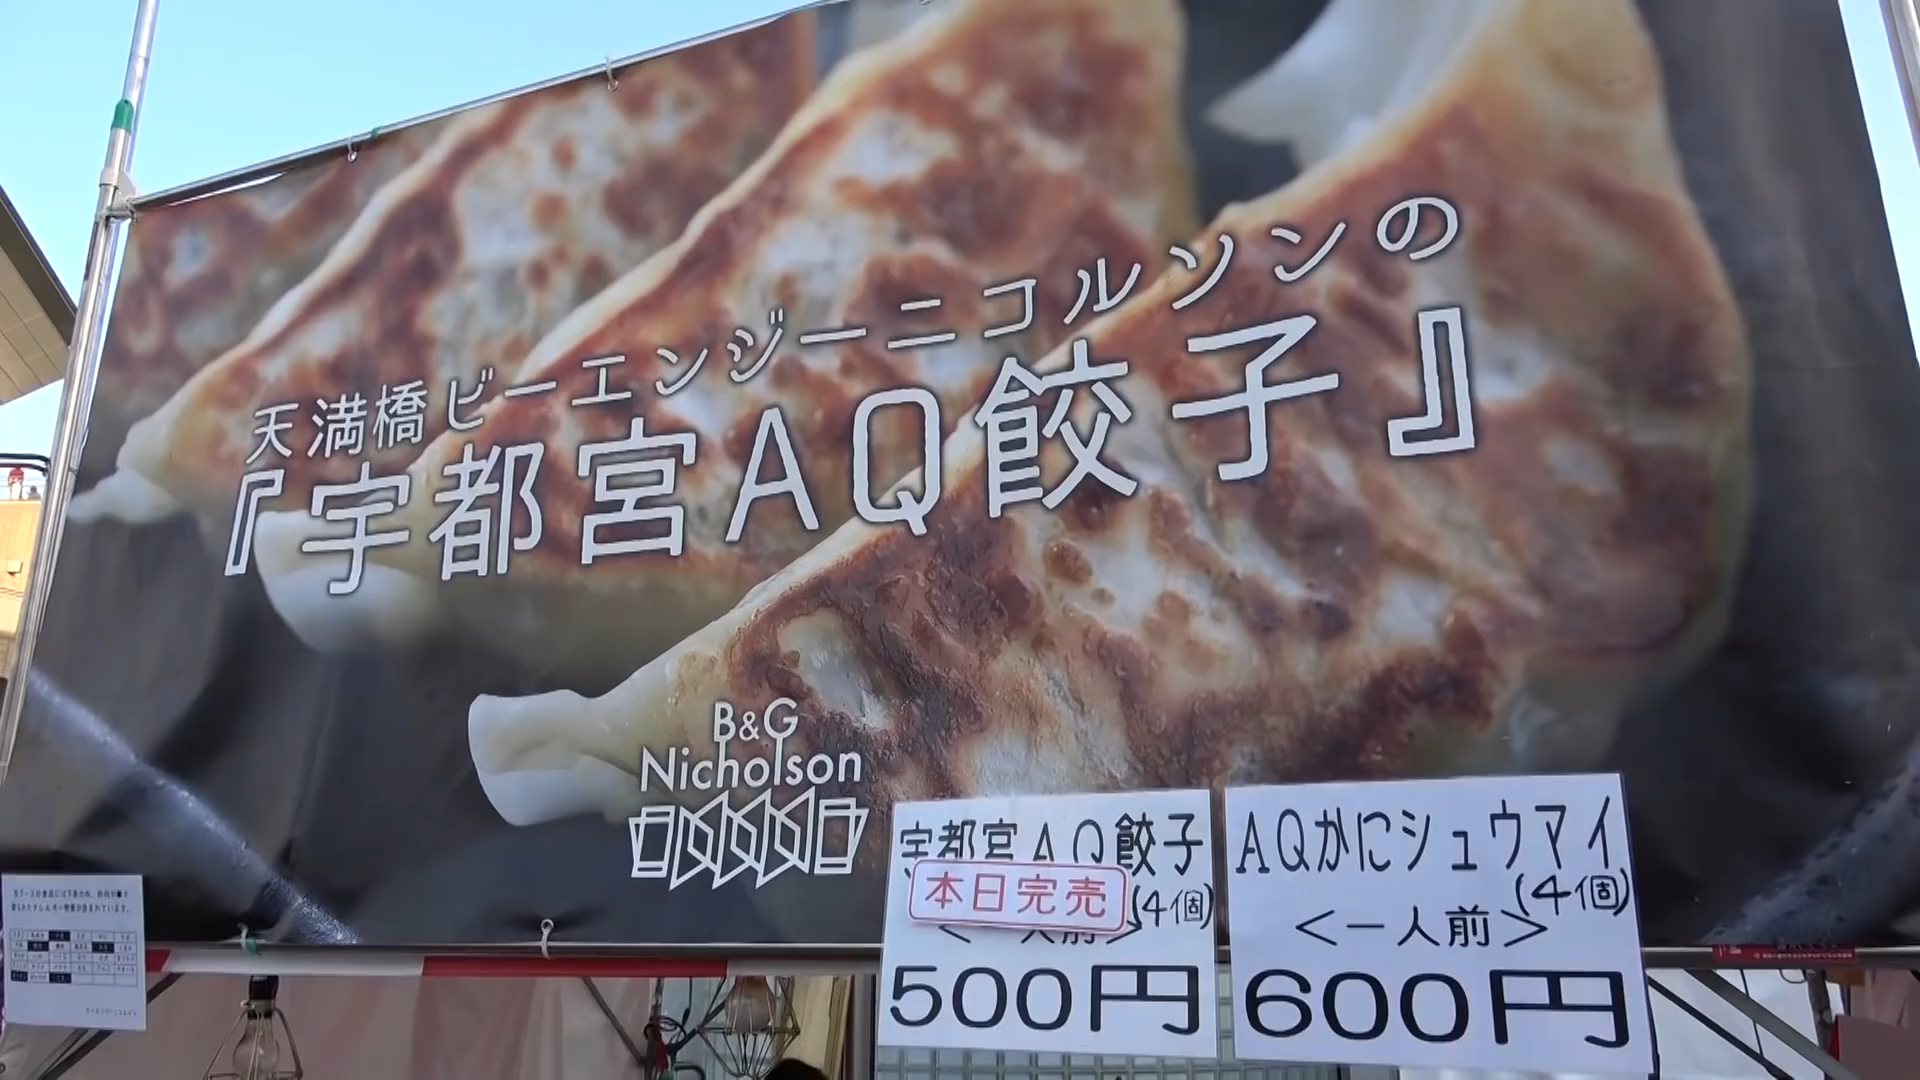 天満橋ビーエンジーニコルソンの
『宇都宮AQ餃子』
B&G
Nicholson
宇都宮AQ餃子
本日完売
(4個)
500円
AQかにシュウマイ
(4個)
<一人前>
600円